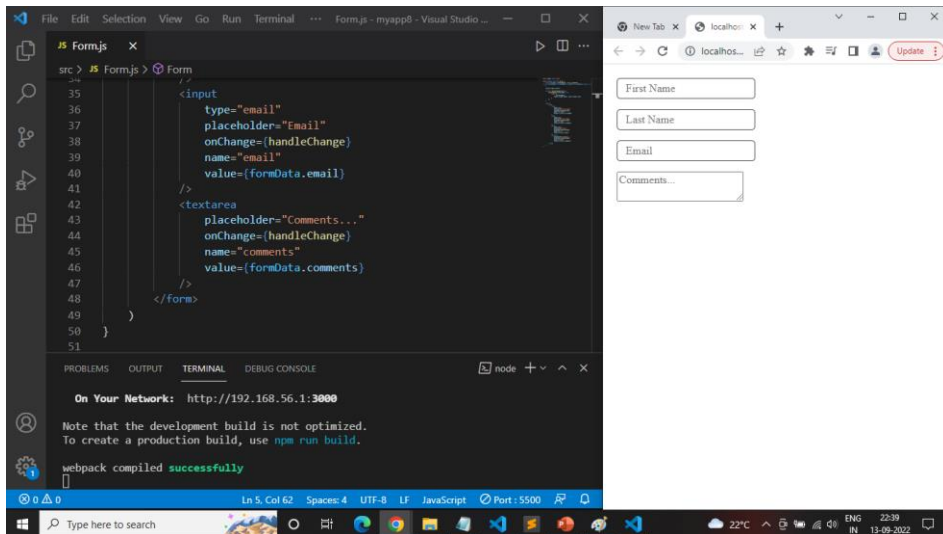 File Edit Selection View Go Run Terminal ··· Form.js - myapp8 - Visual Studio ...
JS Form.js
src > JS Form.js > Form
34 />
35 <input
36 type="email"
37 placeholder="Email"
38 onChange={handleChange}
39 name="email"
40 value={formData.email}
41 />
42 <textarea
43 placeholder="Comments..."
44 onChange={handleChange}
45 name="comments"
46 value={formData.comments}
47 />
48 </form>
49 )
50 }
51
PROBLEMS OUTPUT TERMINAL DEBUG CONSOLE node
On Your Network: http://192.168.56.1:3000
Note that the development build is not optimized.
To create a production build, use npm run build.
webpack compiled successfully
0 0 Ln 5, Col 62 Spaces: 4 UTF-8 LF JavaScript Port : 5500
New Tab localhos
localhos... Update
First Name
Last Name
Email
Comments...
Type here to search 22°C ENG 22:39
IN 13-09-2022